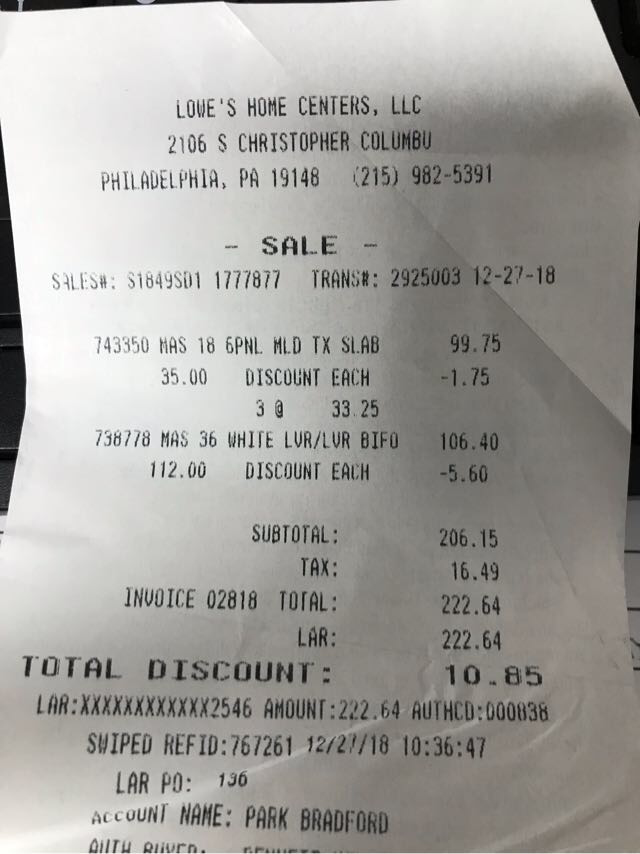 LOWE'S HOME CENTERS, LLC
2106 S CHRISTOPHER COLUMBU
PHILADELPHIA, PA 19148 (215) 982-5391
- SALE -
SALES#: S1849SD1 1777877 TRANS#: 2925003 12-27-18
743350 MAS 18 6PNL MLD TX SLAB 99.75
35.00 DISCOUNT EACH -1.75
3 @ 33.25
738778 MAS 36 WHITE LVR/LVR BIFO 106.40
112.00 DISCOUNT EACH -5.60
SUBTOTAL: 206.15
TAX: 16.49
INVOICE 02818 TOTAL: 222.64
LAR: 222.64
TOTAL DISCOUNT: 10.85
LAR:XXXXXXXXXXXX2546 AMOUNT:222.64 AUTHCD:000838
SWIPED REFID:767261 12/27/18 10:36:47
LAR PO: 136
ACCOUNT NAME: PARK BRADFORD
AUTH BUYER: